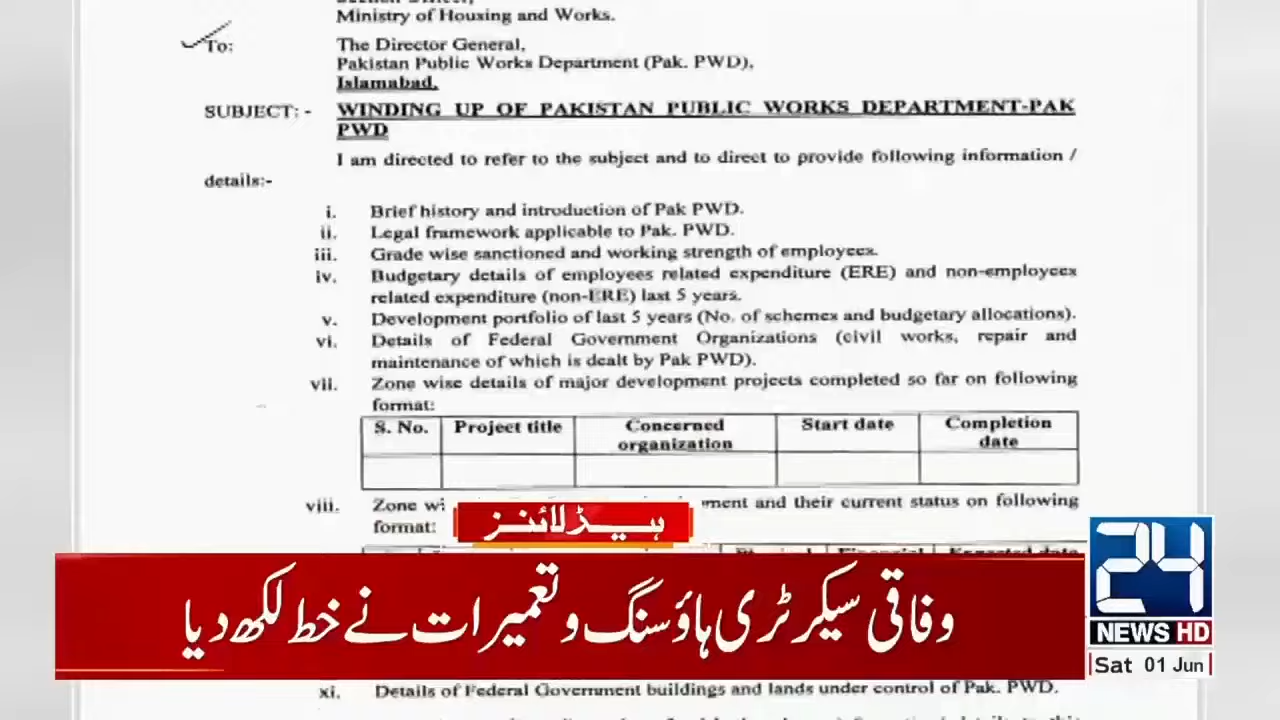 Ministry of Housing and Works.
To:
The Director General,
Pakistan Public Works Department (Pak. PWD),
Islamabad.
SUBJECT: - WINDING UP OF PAKISTAN PUBLIC WORKS DEPARTMENT-PAK
PWD
I am directed to refer to the subject and to direct to provide following information /
details:-
i. Brief history and introduction of Pak PWD.
ii. Legal framework applicable to Pak. PWD.
iii. Grade wise sanctioned and working strength of employees.
iv. Budgetary details of employees related expenditure (ERE) and non-employees
related expenditure (non-ERE) last 5 years.
v. Development portfolio of last 5 years (No. of schemes and budgetary allocations).
vi. Details of Federal Government Organizations (civil works, repair and
maintenance of which is dealt by Pak PWD).
vii. Zone wise details of major development projects completed so far on following
format:
S. No. Project title Concerned organization Start date Completion date
viii. Zone wi
ment and their current status on following
format:
ہیڈلائنز
وفاقی سیکرٹری ہاؤسنگ و تعمیرات نے خط لکھ دیا
24
NEWS HD
Sat 01 Jun
xi. Details of Federal Government buildings and lands under control of Pak. PWD.